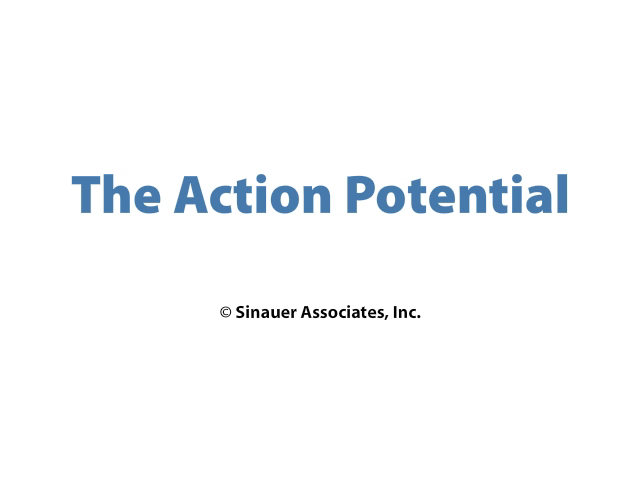 The Action Potential
© Sinauer Associates, Inc.